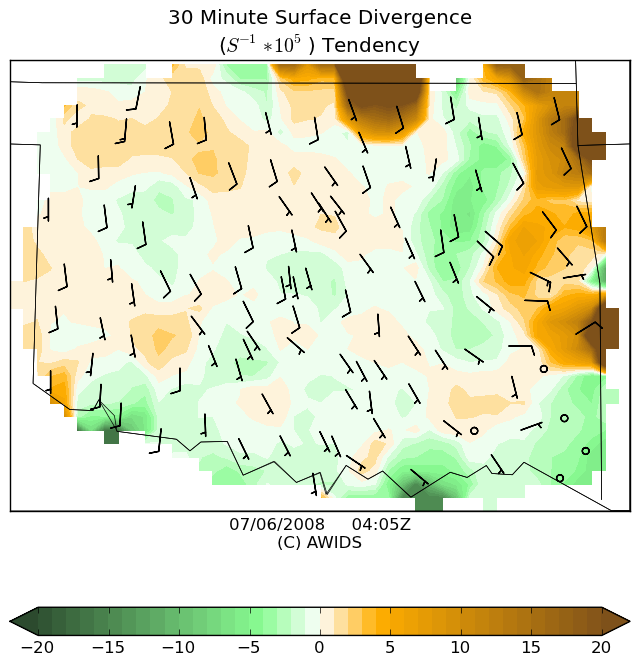 30 Minute Surface Divergence
(S⁻¹ *10⁵ ) Tendency
07/06/2008 04:05Z
(C) AWIDS
−20 −15 −10 −5 0 5 10 15 20